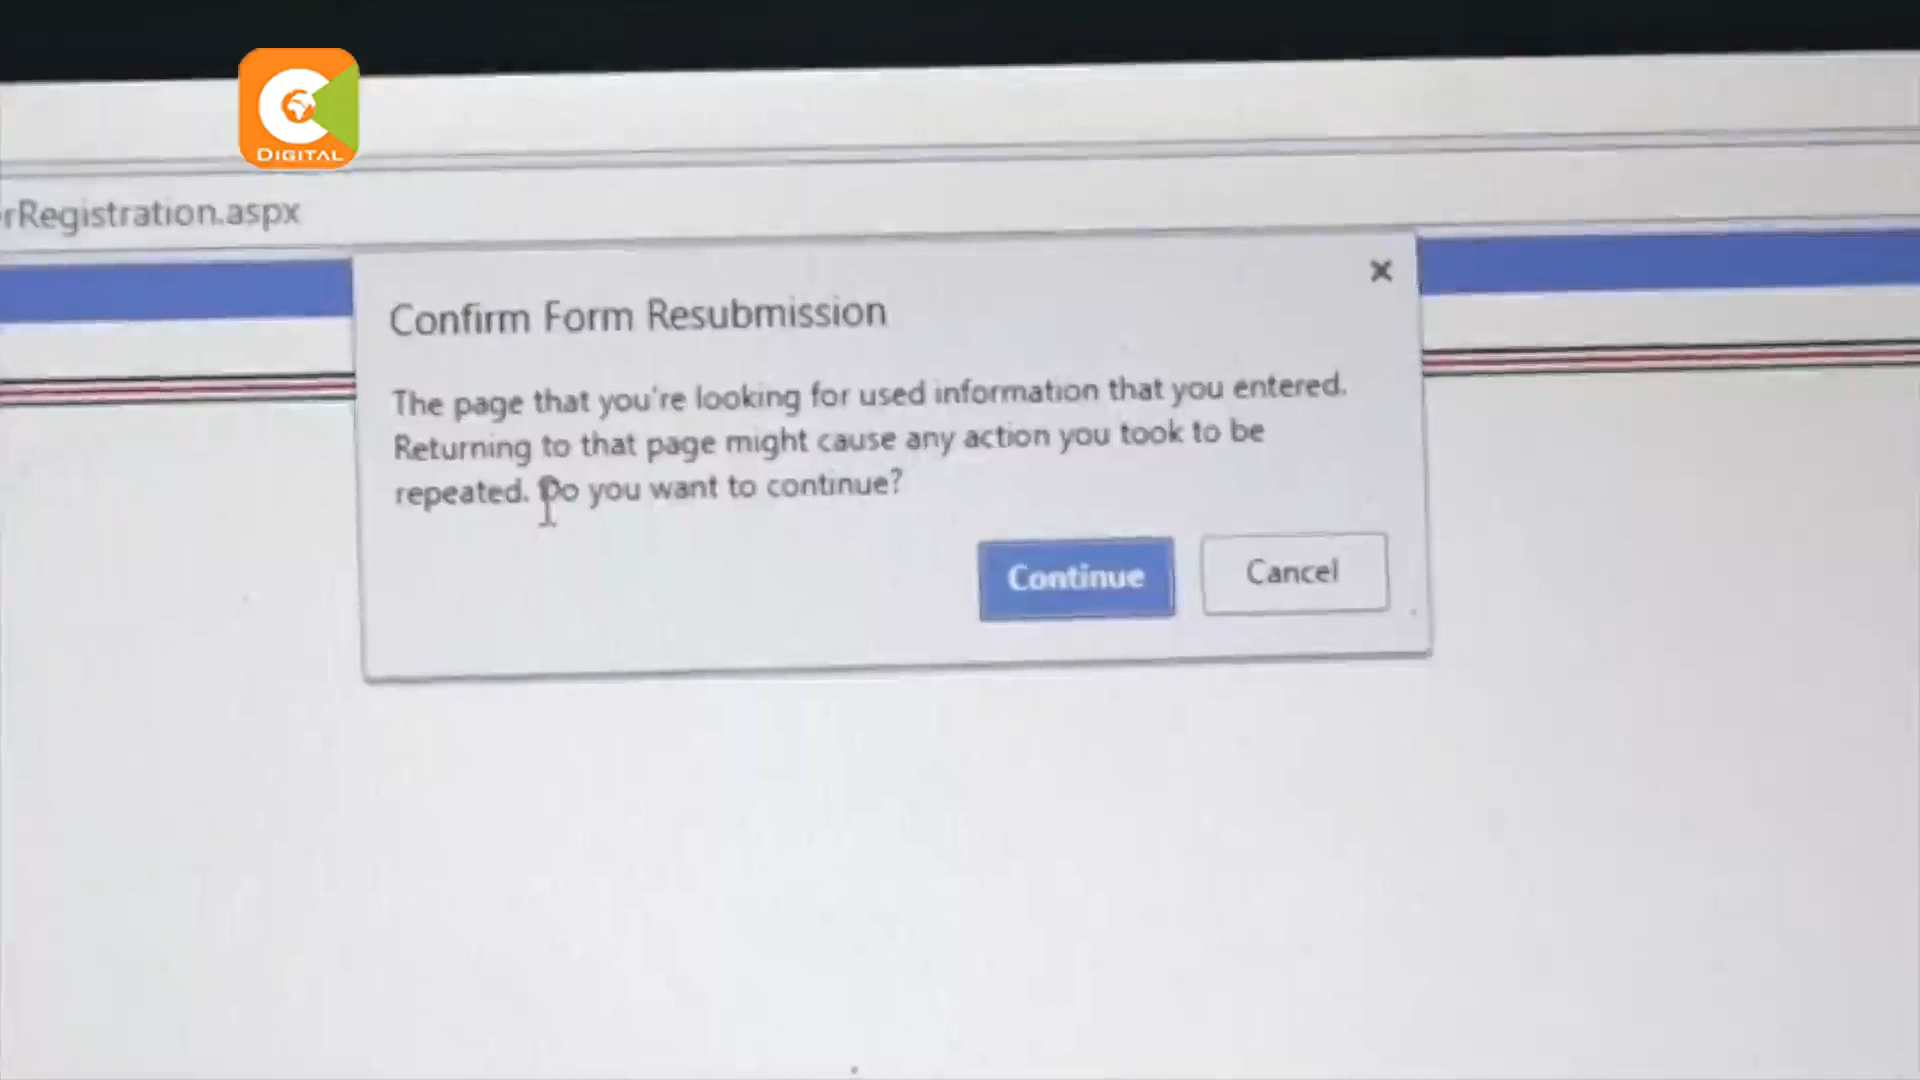 DIGITAL
rRegistration.aspx
Confirm Form Resubmission
The page that you're looking for used information that you entered.
Returning to that page might cause any action you took to be
repeated. Do you want to continue?
Continue
Cancel